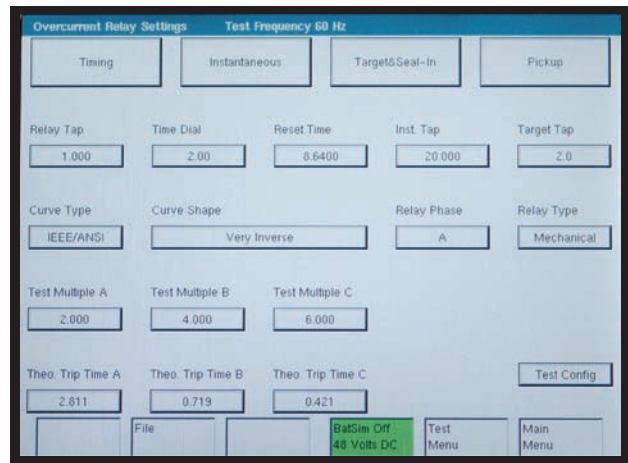 Overcurrent Relay Settings Test Frequency 60 Hz
Timing Instantaneous Target&Seal-In Pickup
Relay Tap Time Dial Reset Time Inst. Tap Target Tap
1.000 2.00 8.6400 20.000 2.0
Curve Type Curve Shape Relay Phase Relay Type
IEEE/ANSI Very Inverse A Mechanical
Test Multiple A Test Multiple B Test Multiple C
2.000 4.000 6.000
Theo. Trip Time A Theo. Trip Time B Theo. Trip Time C Test Config
2.811 0.719 0.421
File BatSim Off Test Main
48 Volts DC Menu Menu